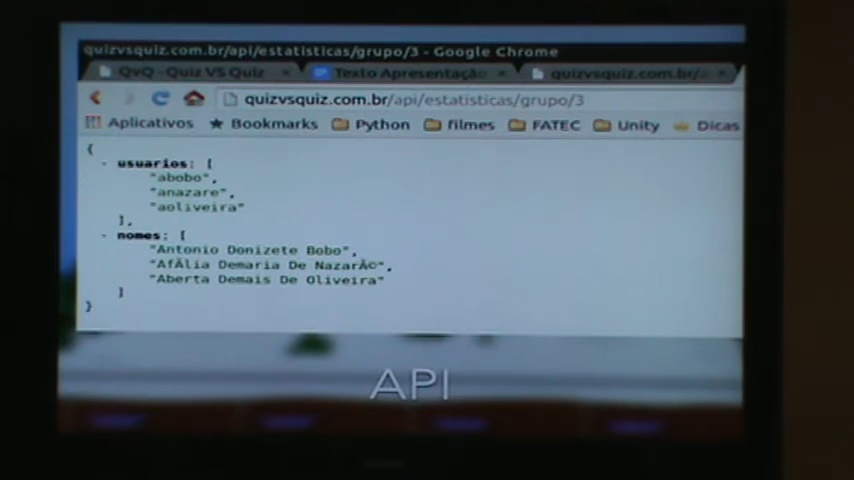 quizvsquiz.com.br/api/estatisticas/grupo/3 - Google Chrome
QvQ - Quiz VS Quiz × Texto Apresentação × quizvsquiz.com.br/a ×
quizvsquiz.com.br/api/estatisticas/grupo/3
Aplicativos Bookmarks Python filmes FATEC Unity Dicas
{
- usuarios: [
"abobo",
"anazare",
"aoliveira"
],
- nomes: [
"Antonio Donizete Bobo",
"AfÃlia Demaria De NazarÃ©",
"Aberta Demais De Oliveira"
]
}
API